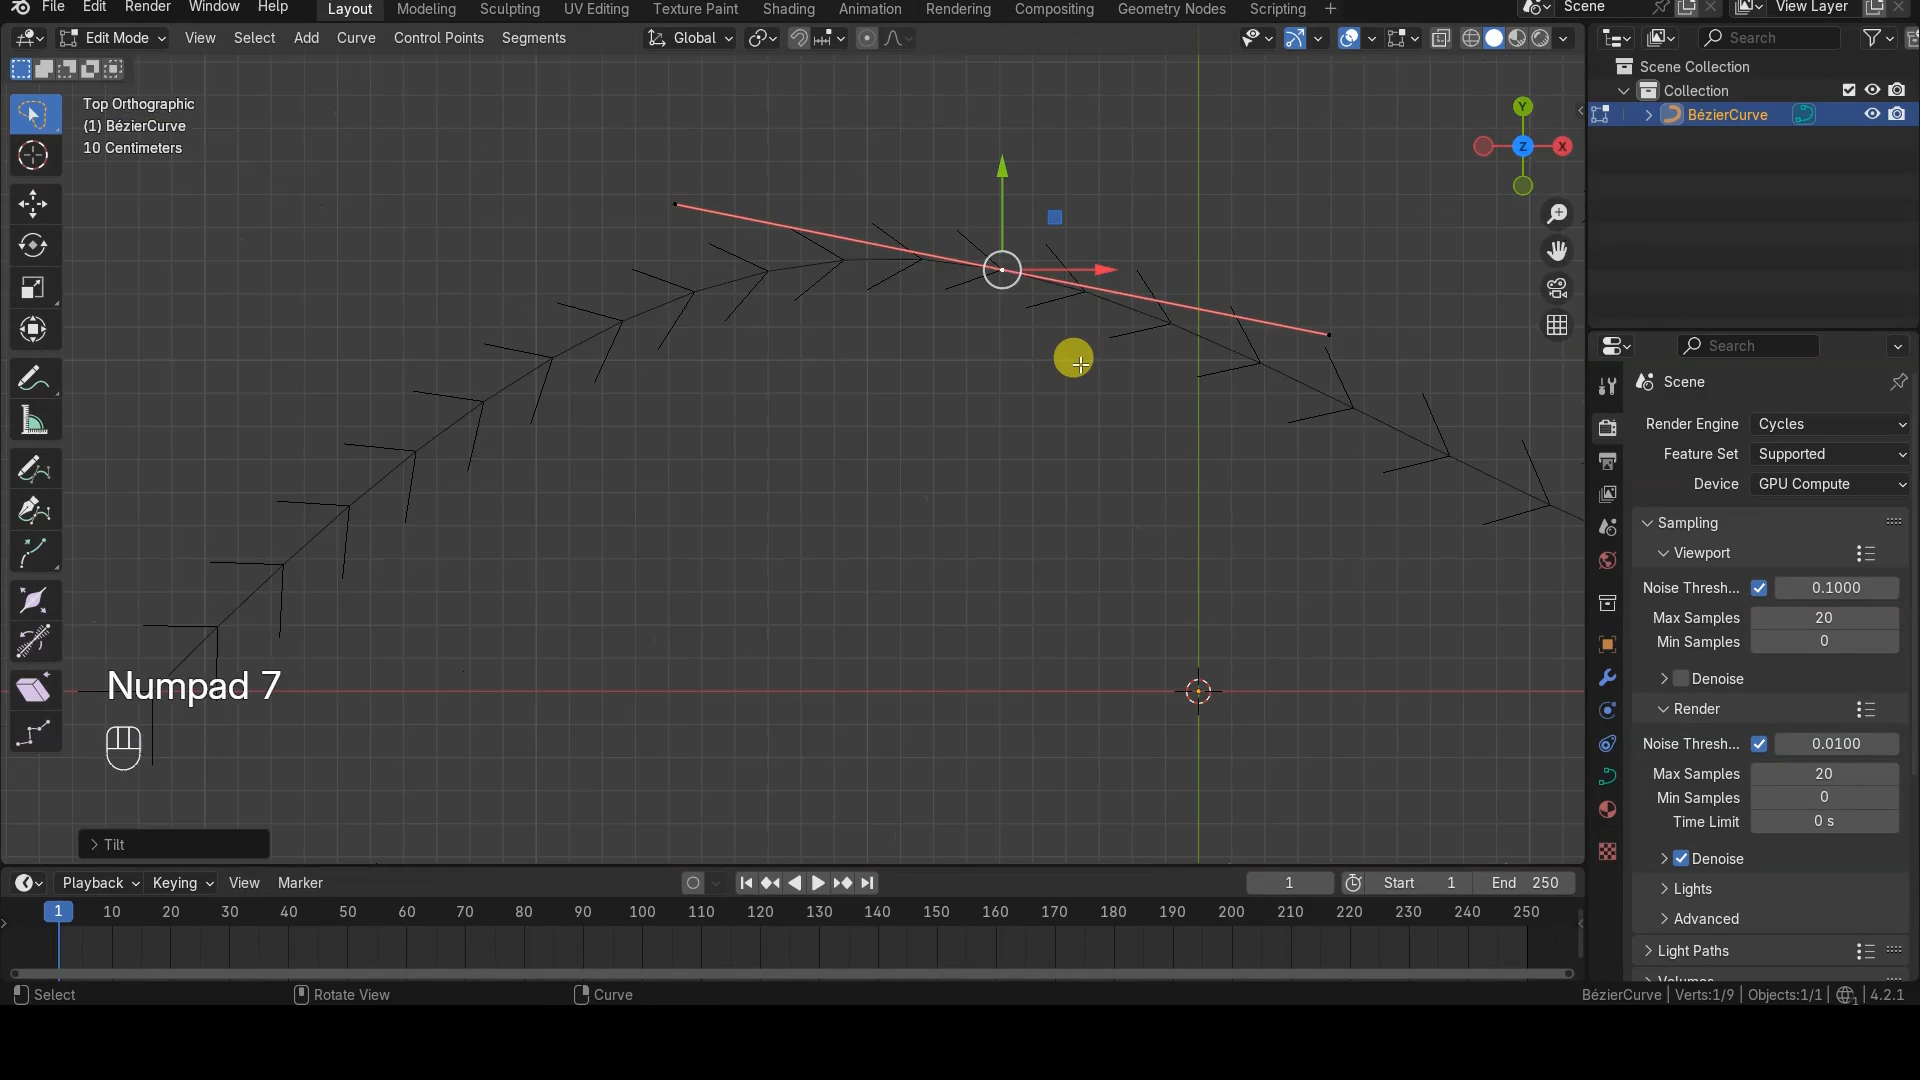 File Edit Render Window Help Layout Modeling Sculpting UV Editing Texture Paint Shading Animation Rendering Compositing Geometry Nodes Scripting + Scene View Layer
Edit Mode View Select Add Curve Control Points Segments Global Search
Top Orthographic
(1) BézierCurve
10 Centimeters
Y
Z X
Scene Collection
Collection
BézierCurve
Search
Scene
Render Engine Cycles
Feature Set Supported
Device GPU Compute
Sampling
Viewport
Noise Thresh... 0.1000
Max Samples 20
Min Samples 0
Denoise
Render
Noise Thresh... 0.0100
Max Samples 20
Min Samples 0
Time Limit 0 s
Denoise
Lights
Advanced
Light Paths
Volumes
Numpad 7
Tilt
Playback Keying View Marker 1 Start 1 End 250
1 10 20 30 40 50 60 70 80 90 100 110 120 130 140 150 160 170 180 190 200 210 220 230 240 250
Select Rotate View Curve BézierCurve | Verts:1/9 | Objects:1/1 | 4.2.1